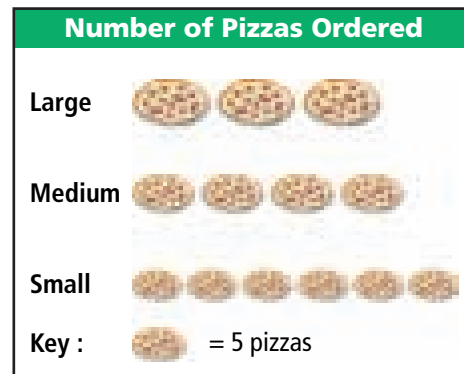 Number of Pizzas Ordered
Large
Medium
Small
Key : = 5 pizzas